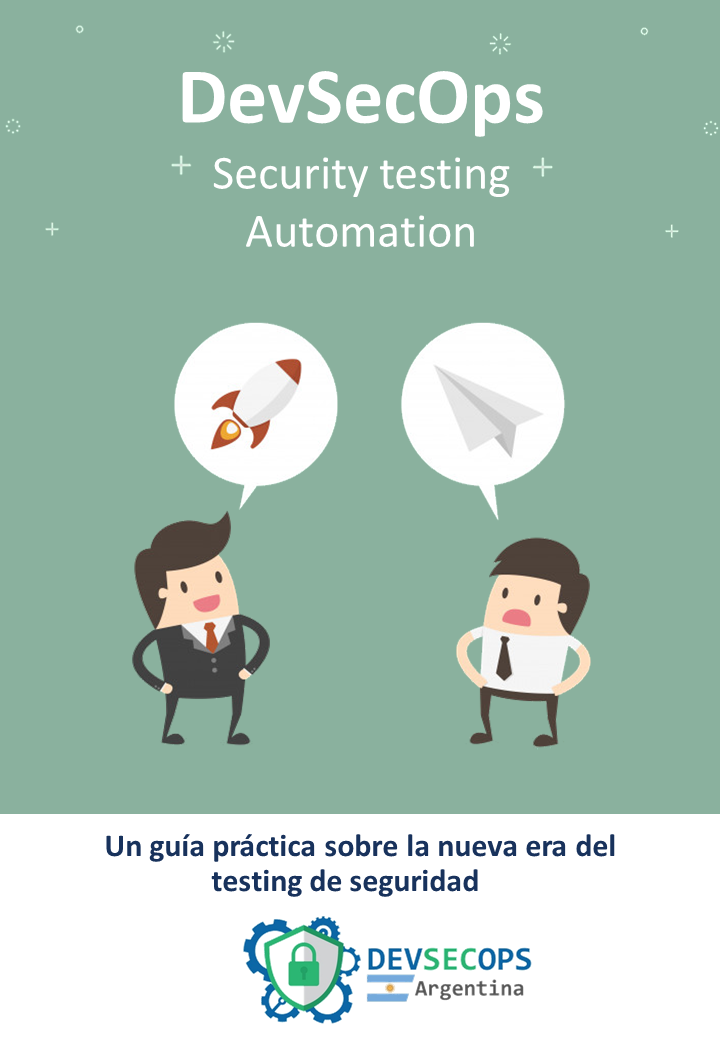 DevSecOps
Security testing
Automation
Un guía práctica sobre la nueva era del
testing de seguridad
DEVSECOPS
Argentina